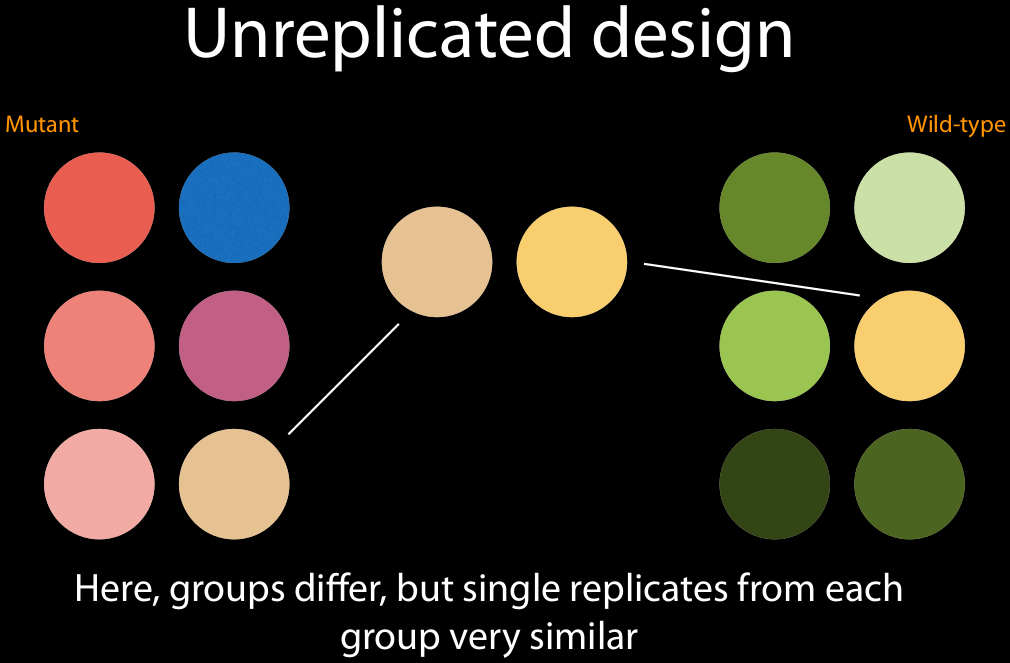 Unreplicated design
Mutant
Wild-type
Here, groups differ, but single replicates from each
group very similar